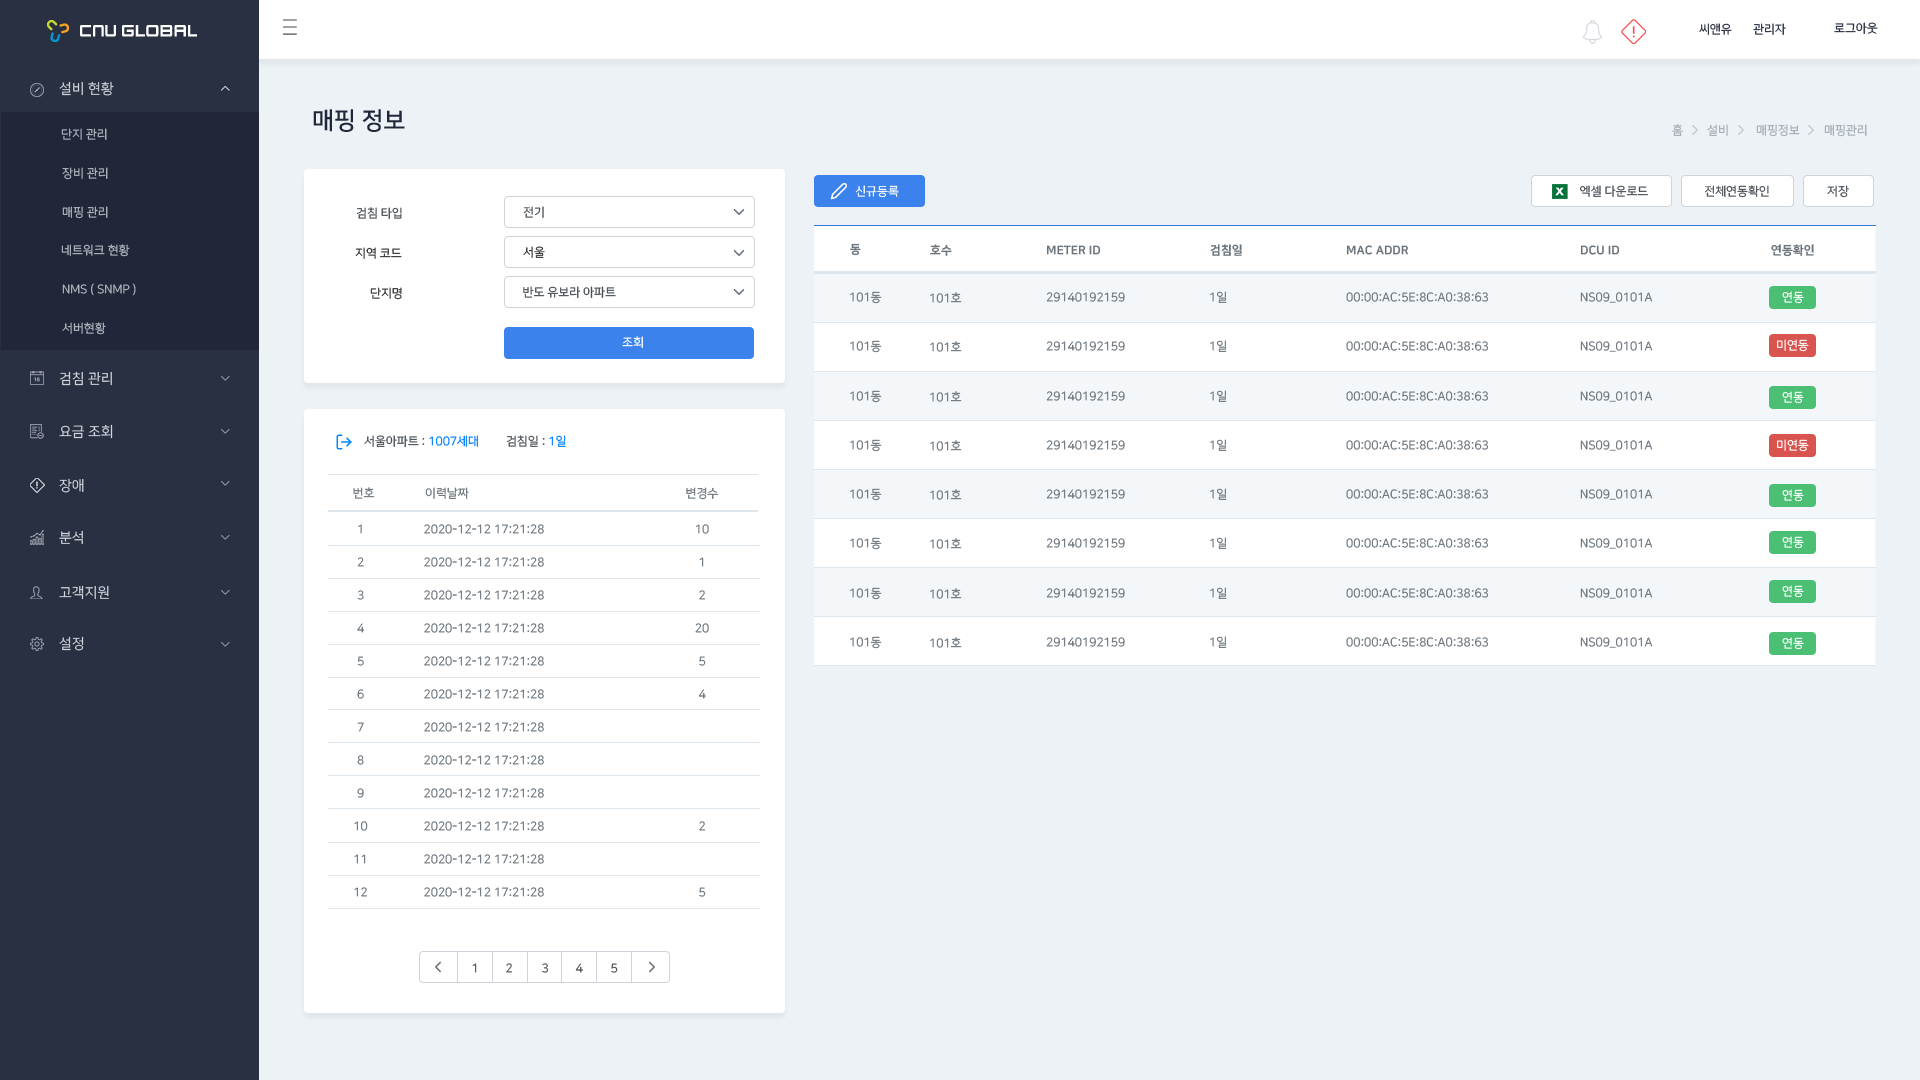 CNU GLOBAL
설비 현황
단지 관리
장비 관리
매핑 관리
네트워크 현황
NMS ( SNMP )
서버현황
검침 관리
요금 조회
장애
분석
고객지원
설정
씨앤유 관리자 로그아웃
매핑 정보
홈 > 설비 > 매핑정보 > 매핑관리
검침 타입 전기
지역 코드 서울
단지명 반도 유보라 아파트
조회
서울아파트 : 1007세대 검침일 : 1일
번호 이력날짜 변경수
1 2020-12-12 17:21:28 10
2 2020-12-12 17:21:28 1
3 2020-12-12 17:21:28 2
4 2020-12-12 17:21:28 20
5 2020-12-12 17:21:28 5
6 2020-12-12 17:21:28 4
7 2020-12-12 17:21:28
8 2020-12-12 17:21:28
9 2020-12-12 17:21:28
10 2020-12-12 17:21:28 2
11 2020-12-12 17:21:28
12 2020-12-12 17:21:28 5
1 2 3 4 5
신규등록 엑셀 다운로드 전체연동확인 저장
동 호수 METER ID 검침일 MAC ADDR DCU ID 연동확인
101동 101호 29140192159 1일 00:00:AC:5E:8C:A0:38:63 NS09_0101A 연동
101동 101호 29140192159 1일 00:00:AC:5E:8C:A0:38:63 NS09_0101A 미연동
101동 101호 29140192159 1일 00:00:AC:5E:8C:A0:38:63 NS09_0101A 연동
101동 101호 29140192159 1일 00:00:AC:5E:8C:A0:38:63 NS09_0101A 미연동
101동 101호 29140192159 1일 00:00:AC:5E:8C:A0:38:63 NS09_0101A 연동
101동 101호 29140192159 1일 00:00:AC:5E:8C:A0:38:63 NS09_0101A 연동
101동 101호 29140192159 1일 00:00:AC:5E:8C:A0:38:63 NS09_0101A 연동
101동 101호 29140192159 1일 00:00:AC:5E:8C:A0:38:63 NS09_0101A 연동